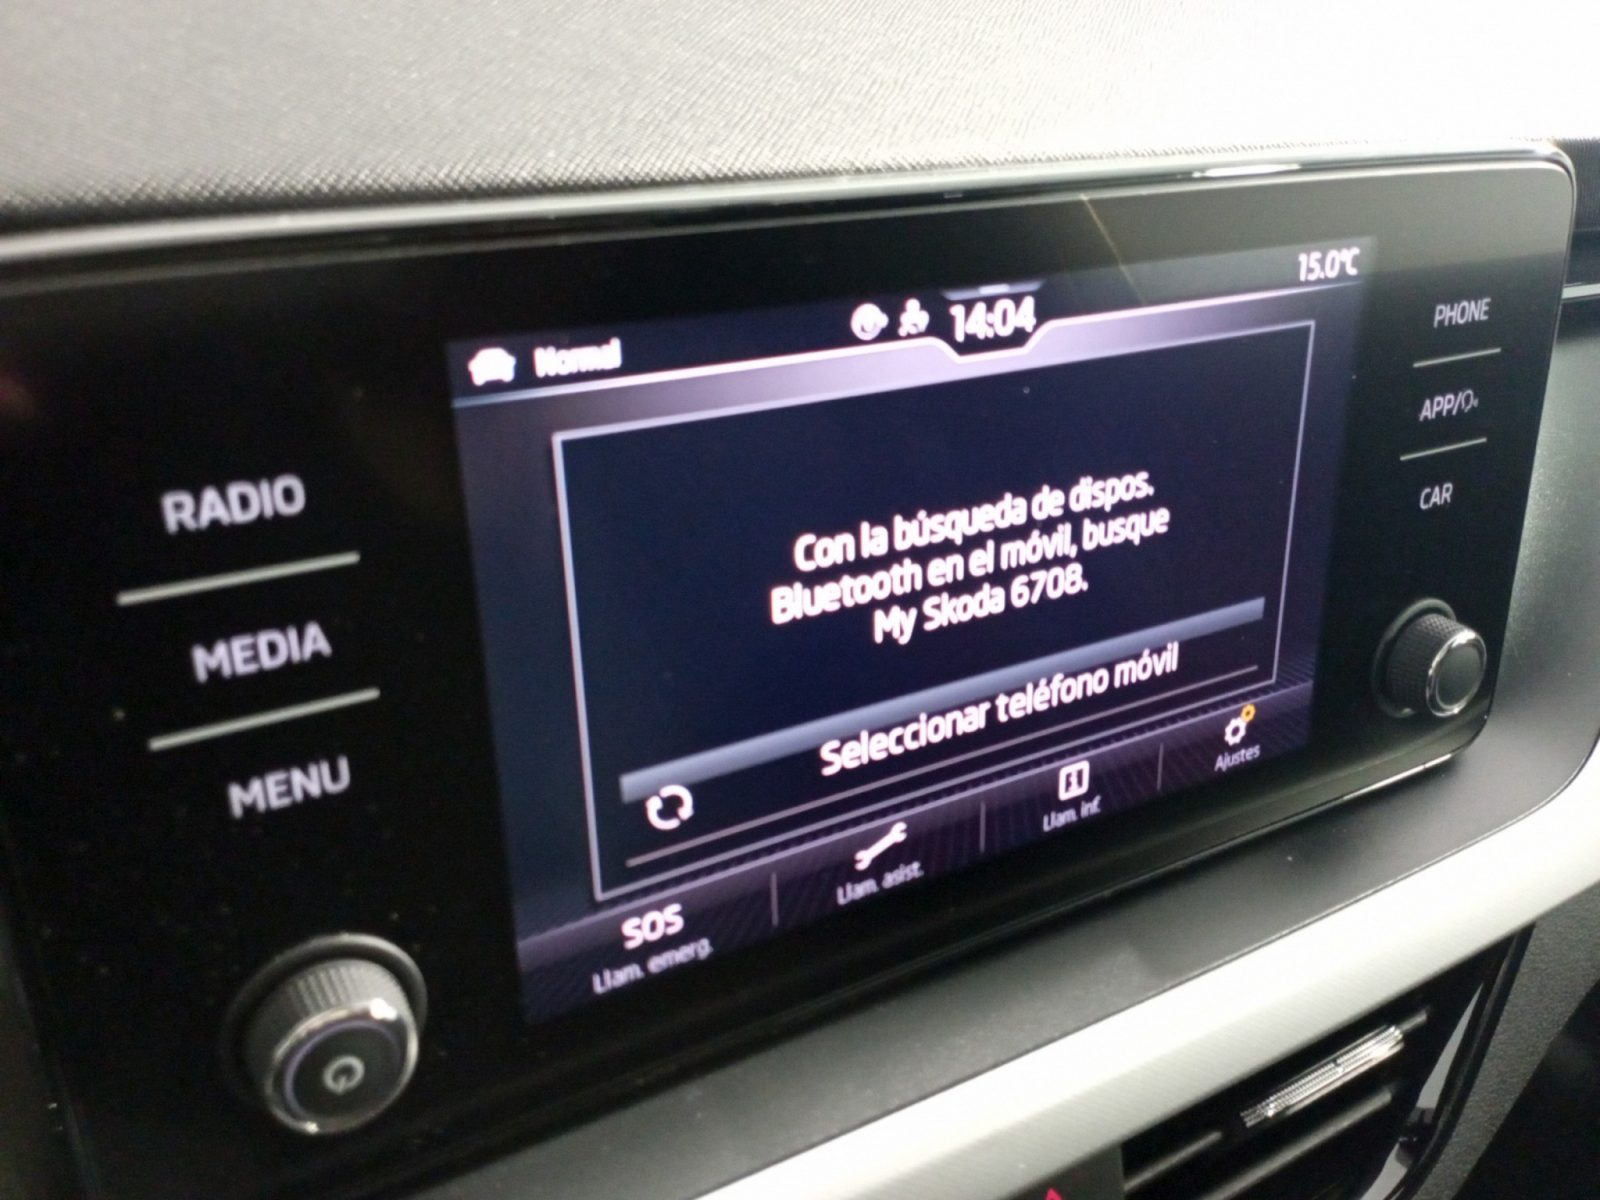 Normal
14:04
15.0°C
RADIO
MEDIA
MENU
Con la búsqueda de dispos.
Bluetooth en el móvil, busque
My Skoda 6708.
Seleccionar teléfono móvil
SOS
Llam. emerg.
Llam. asist.
Llam. inf.
Ajustes
PHONE
APP/
CAR